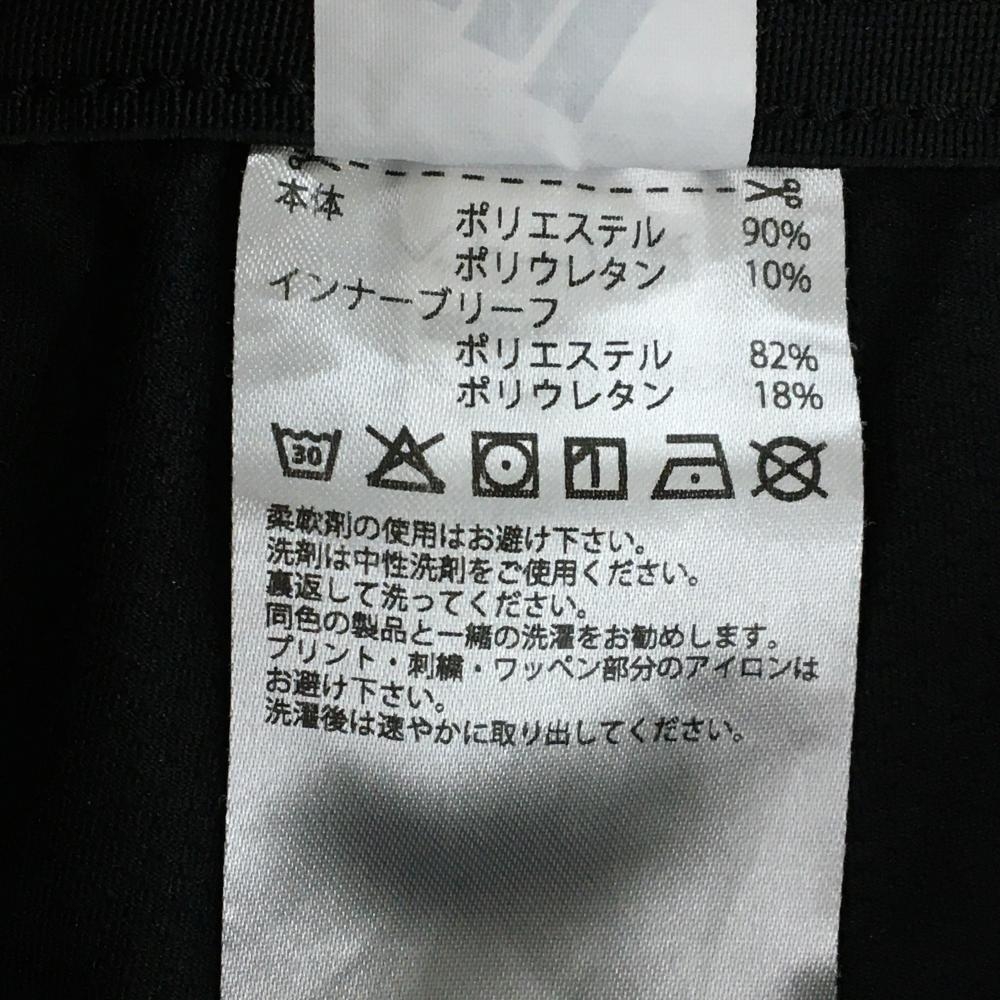 本体
ポリエステル 90%
ポリウレタン 10%
インナーブリーフ
ポリエステル 82%
ポリウレタン 18%
30
柔軟剤の使用はお避け下さい。
洗剤は中性洗剤をご使用ください。
裏返して洗ってください。
同色の製品と一緒の洗濯をお勧めします。
プリント・刺繍・ワッペン部分のアイロンは
お避け下さい。
洗濯後は速やかに取り出してください。